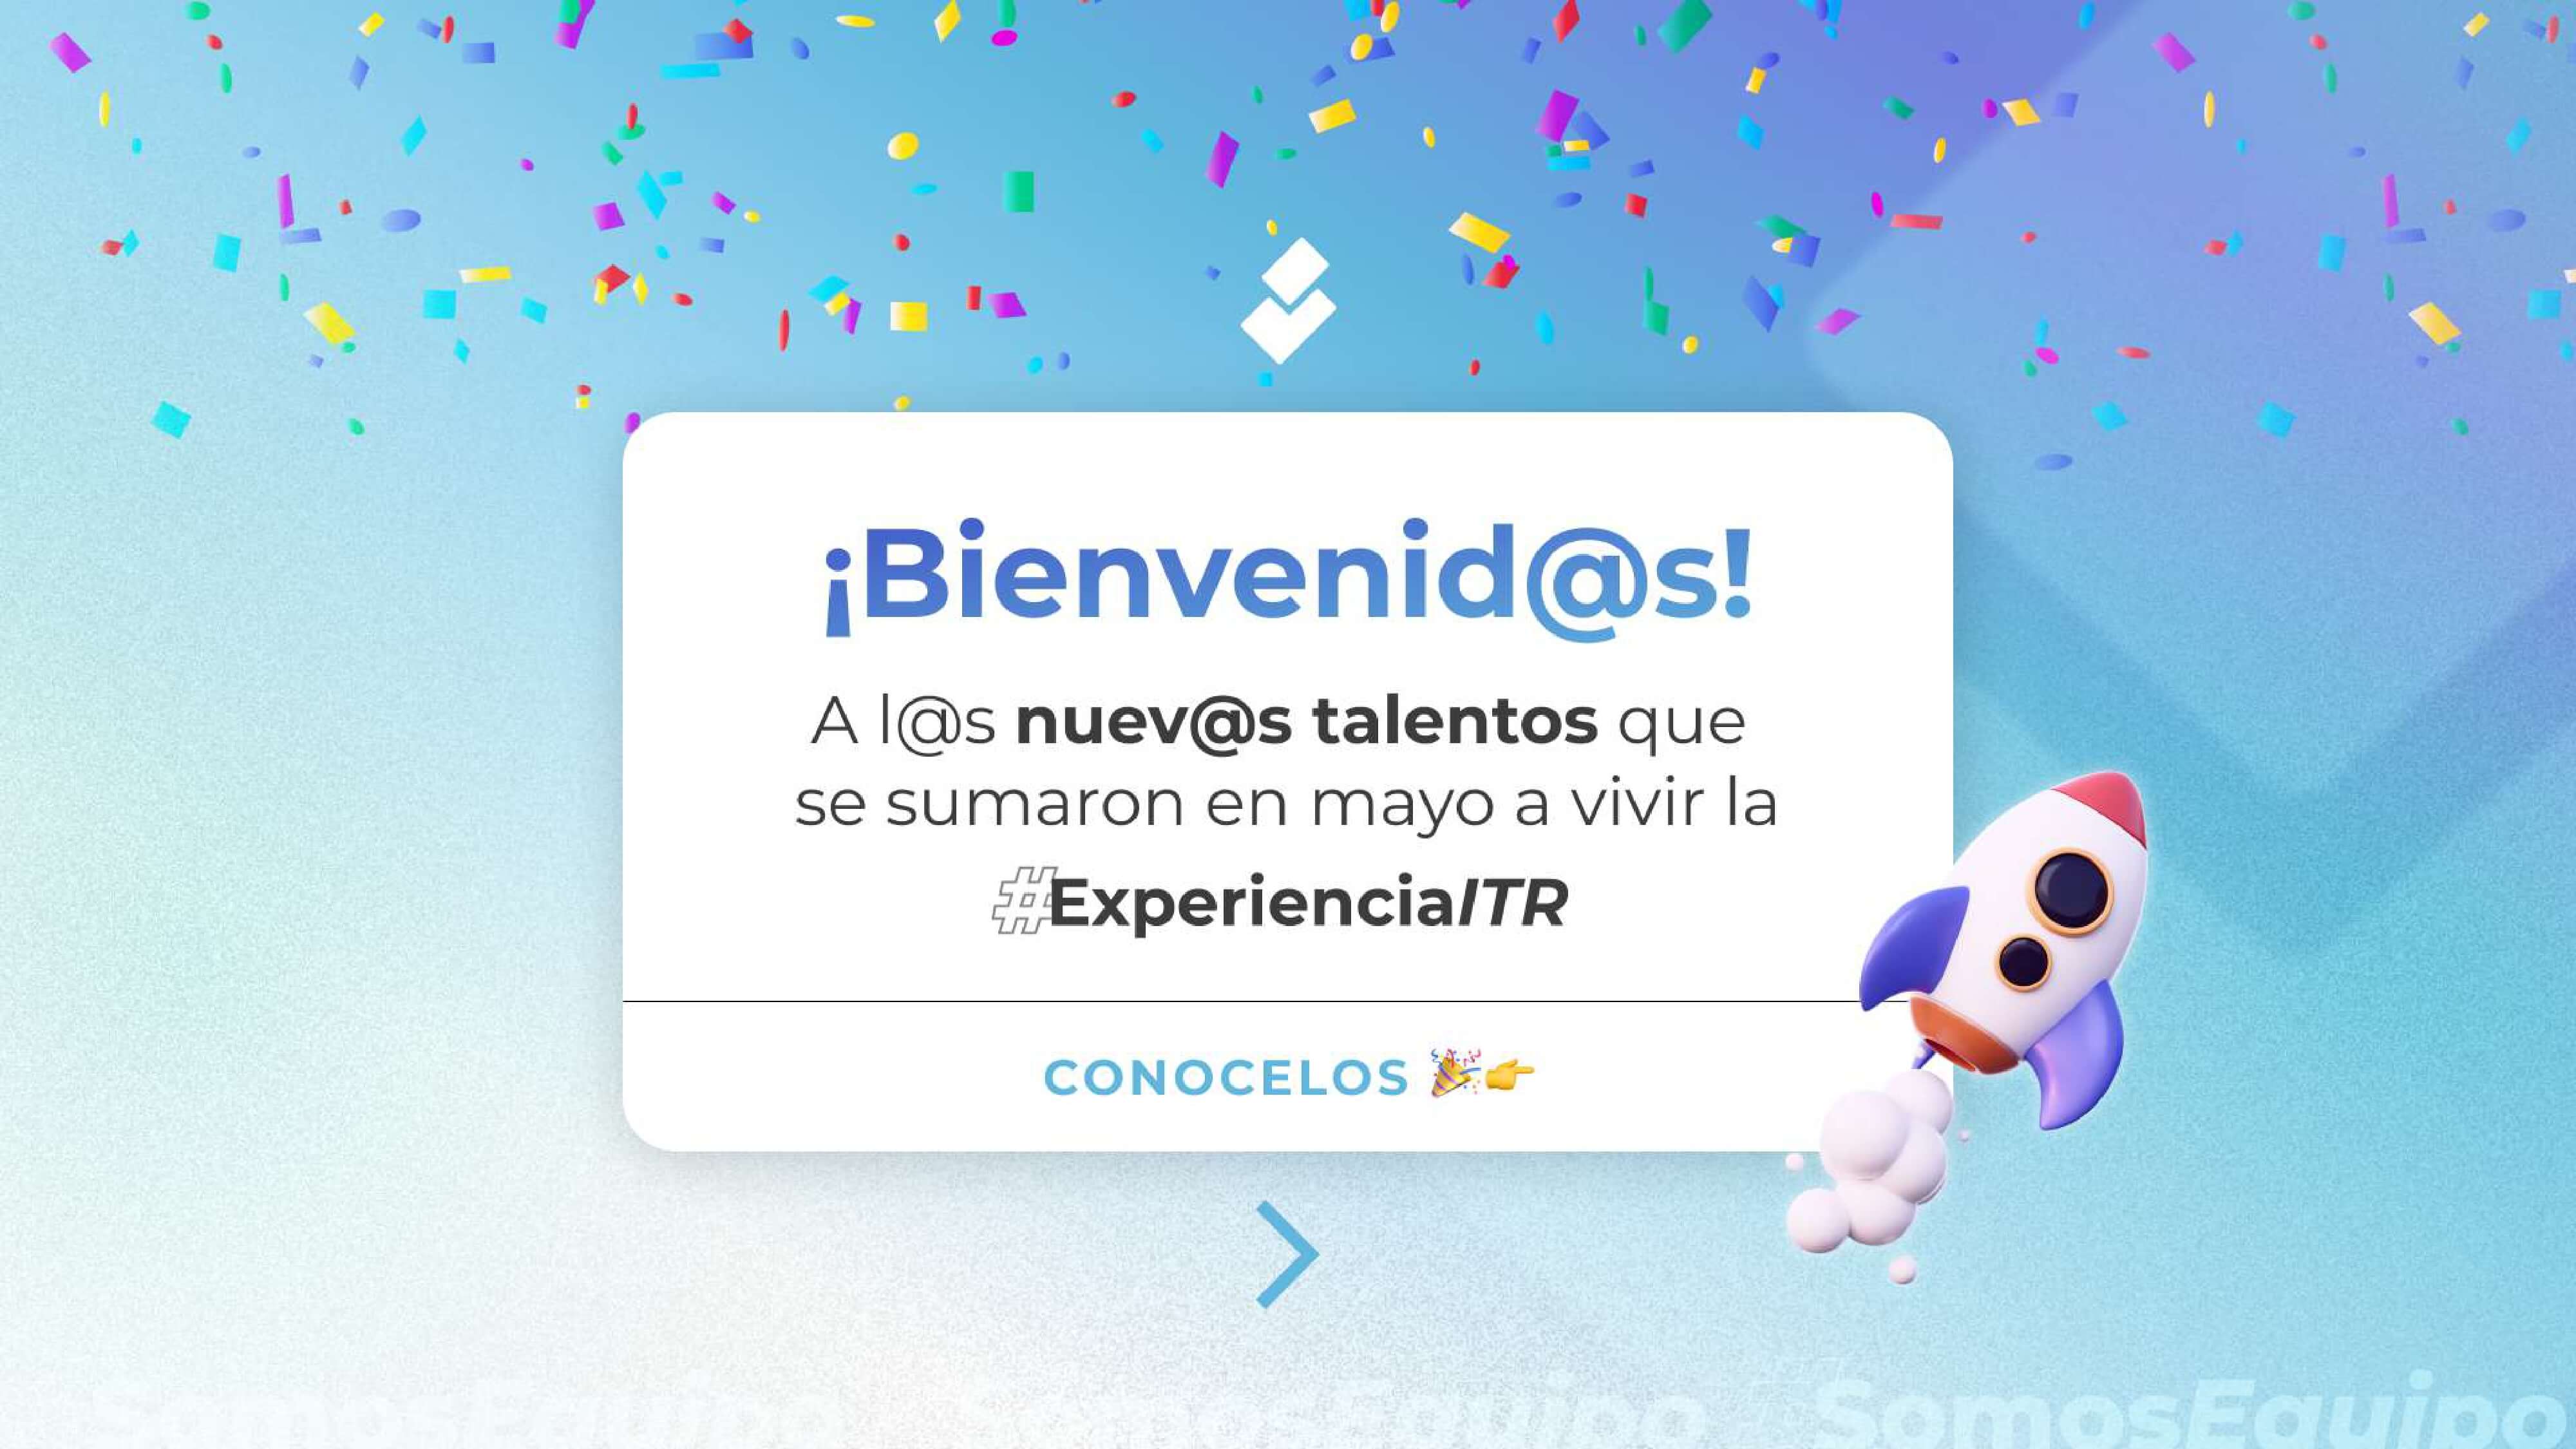 ¡Bienvenid@s!
A l@s nuev@s talentos que
se sumaron en mayo a vivir la
#ExperienciaITR
CONOCELOS 🎉👉
#SomosEquipo #SomosEquipo #SomosEquipo